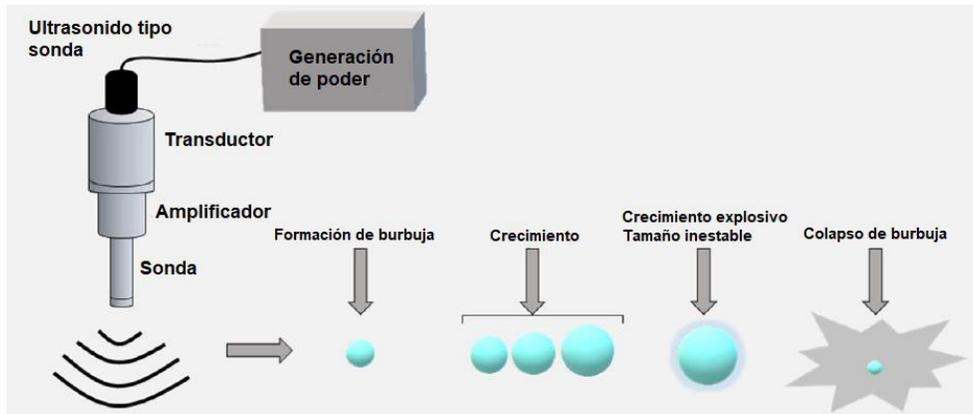 Ultrasonido tipo
sonda
Generación
de poder
Transductor
Amplificador
Sonda
Formación de burbuja
Crecimiento
Crecimiento explosivo
Tamaño inestable
Colapso de burbuja